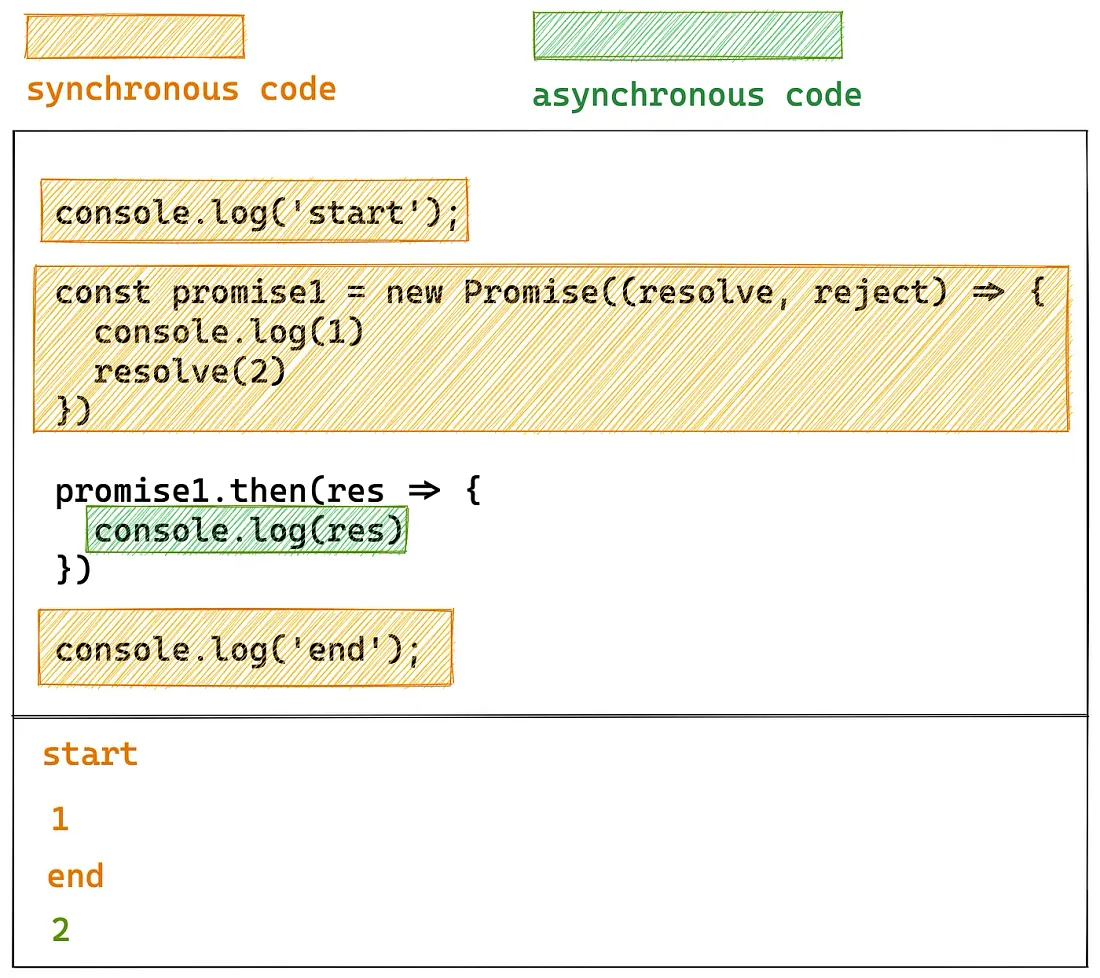 synchronous code
asynchronous code
console.log('start');
const promise1 = new Promise((resolve, reject) => {
  console.log(1)
  resolve(2)
})
promise1.then(res => {
  console.log(res)
})
console.log('end');
start
1
end
2